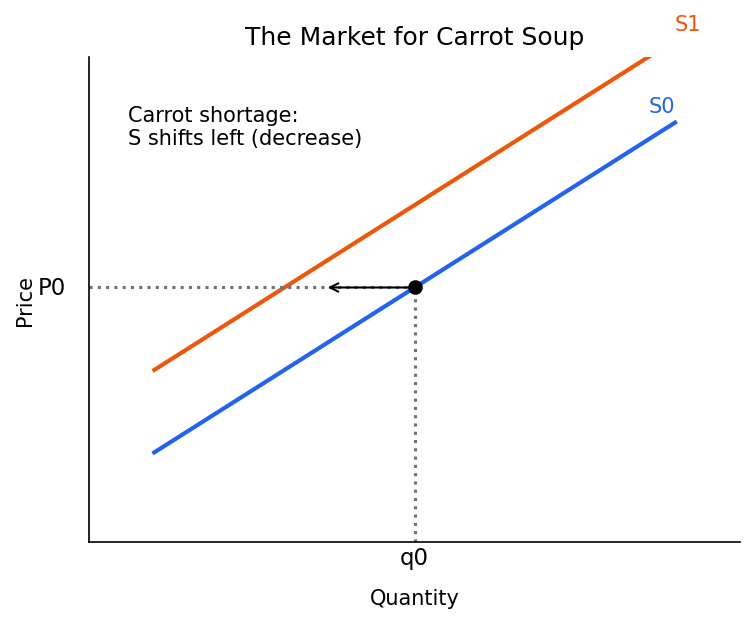 The Market for Carrot Soup
S1
S0
Carrot shortage:
S shifts left (decrease)
Price
P0
q0
Quantity